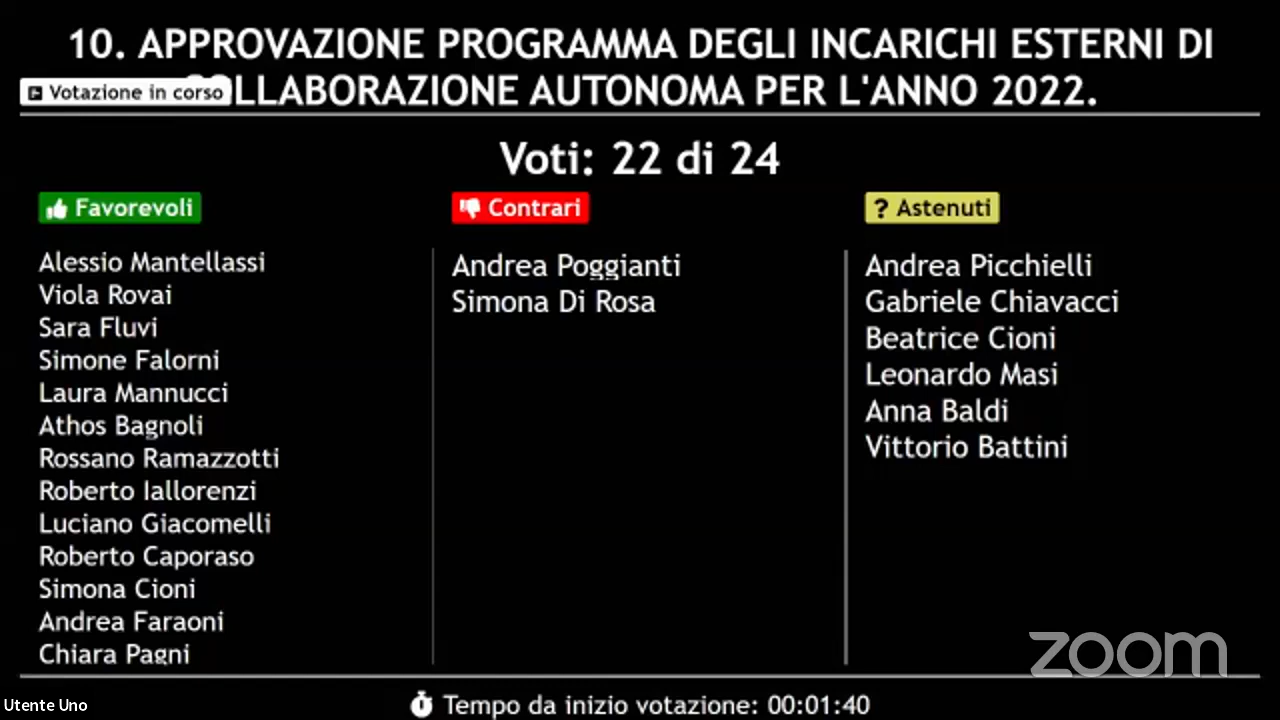 10. APPROVAZIONE PROGRAMMA DEGLI INCARICHI ESTERNI DI
COLLABORAZIONE AUTONOMA PER L'ANNO 2022.
Votazione in corso
Voti: 22 di 24
Favorevoli
Alessio Mantellassi
Viola Rovai
Sara Fluvi
Simone Falorni
Laura Mannucci
Athos Bagnoli
Rossano Ramazzotti
Roberto Iallorenzi
Luciano Giacomelli
Roberto Caporaso
Simona Cioni
Andrea Faraoni
Chiara Pagni
Contrari
Andrea Poggianti
Simona Di Rosa
? Astenuti
Andrea Picchielli
Gabriele Chiavacci
Beatrice Cioni
Leonardo Masi
Anna Baldi
Vittorio Battini
zoom
Utente Uno
Tempo da inizio votazione: 00:01:40